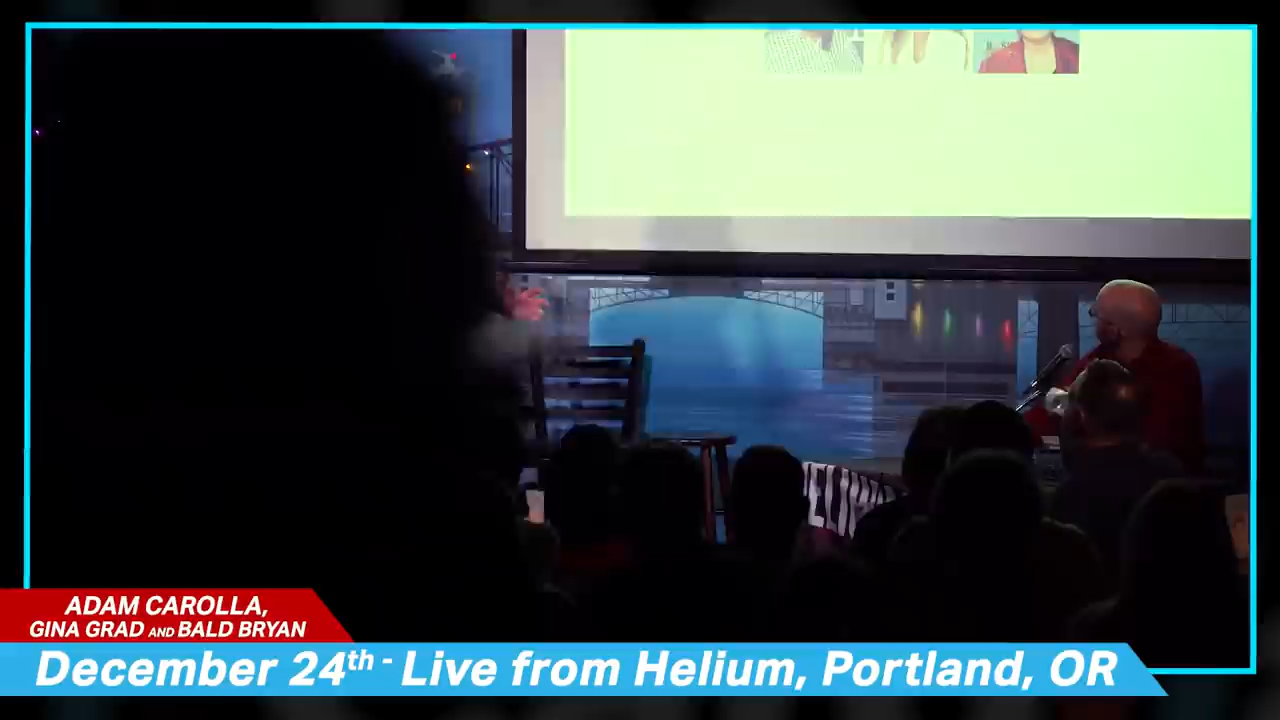 ADAM CAROLLA,
GINA GRAD AND BALD BRYAN
December 24th - Live from Helium, Portland, OR